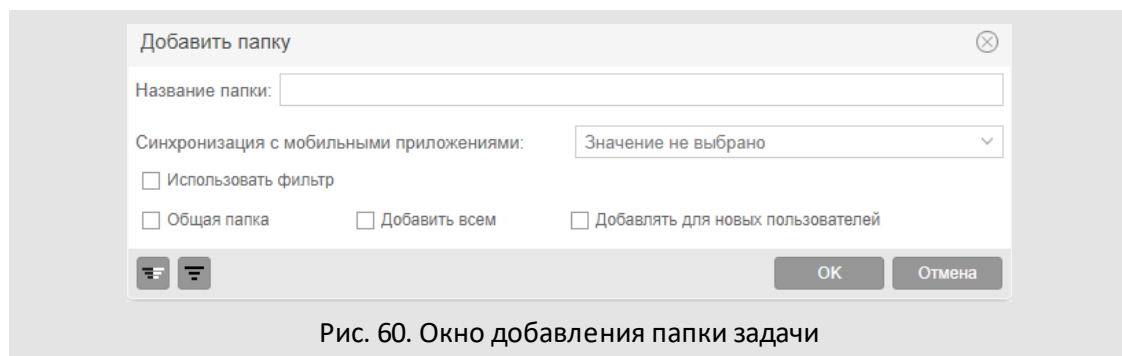 Добавить папку
Название папки:
Синхронизация с мобильными приложениями: Значение не выбрано
Использовать фильтр
Общая папка Добавить всем Добавлять для новых пользователей
OK Отмена
Рис. 60. Окно добавления папки задачи